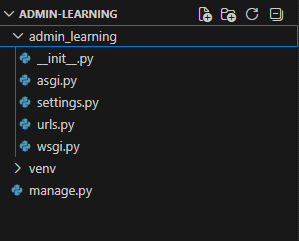 ADMIN-LEARNING
admin_learning
__init__.py
asgi.py
settings.py
urls.py
wsgi.py
venv
manage.py